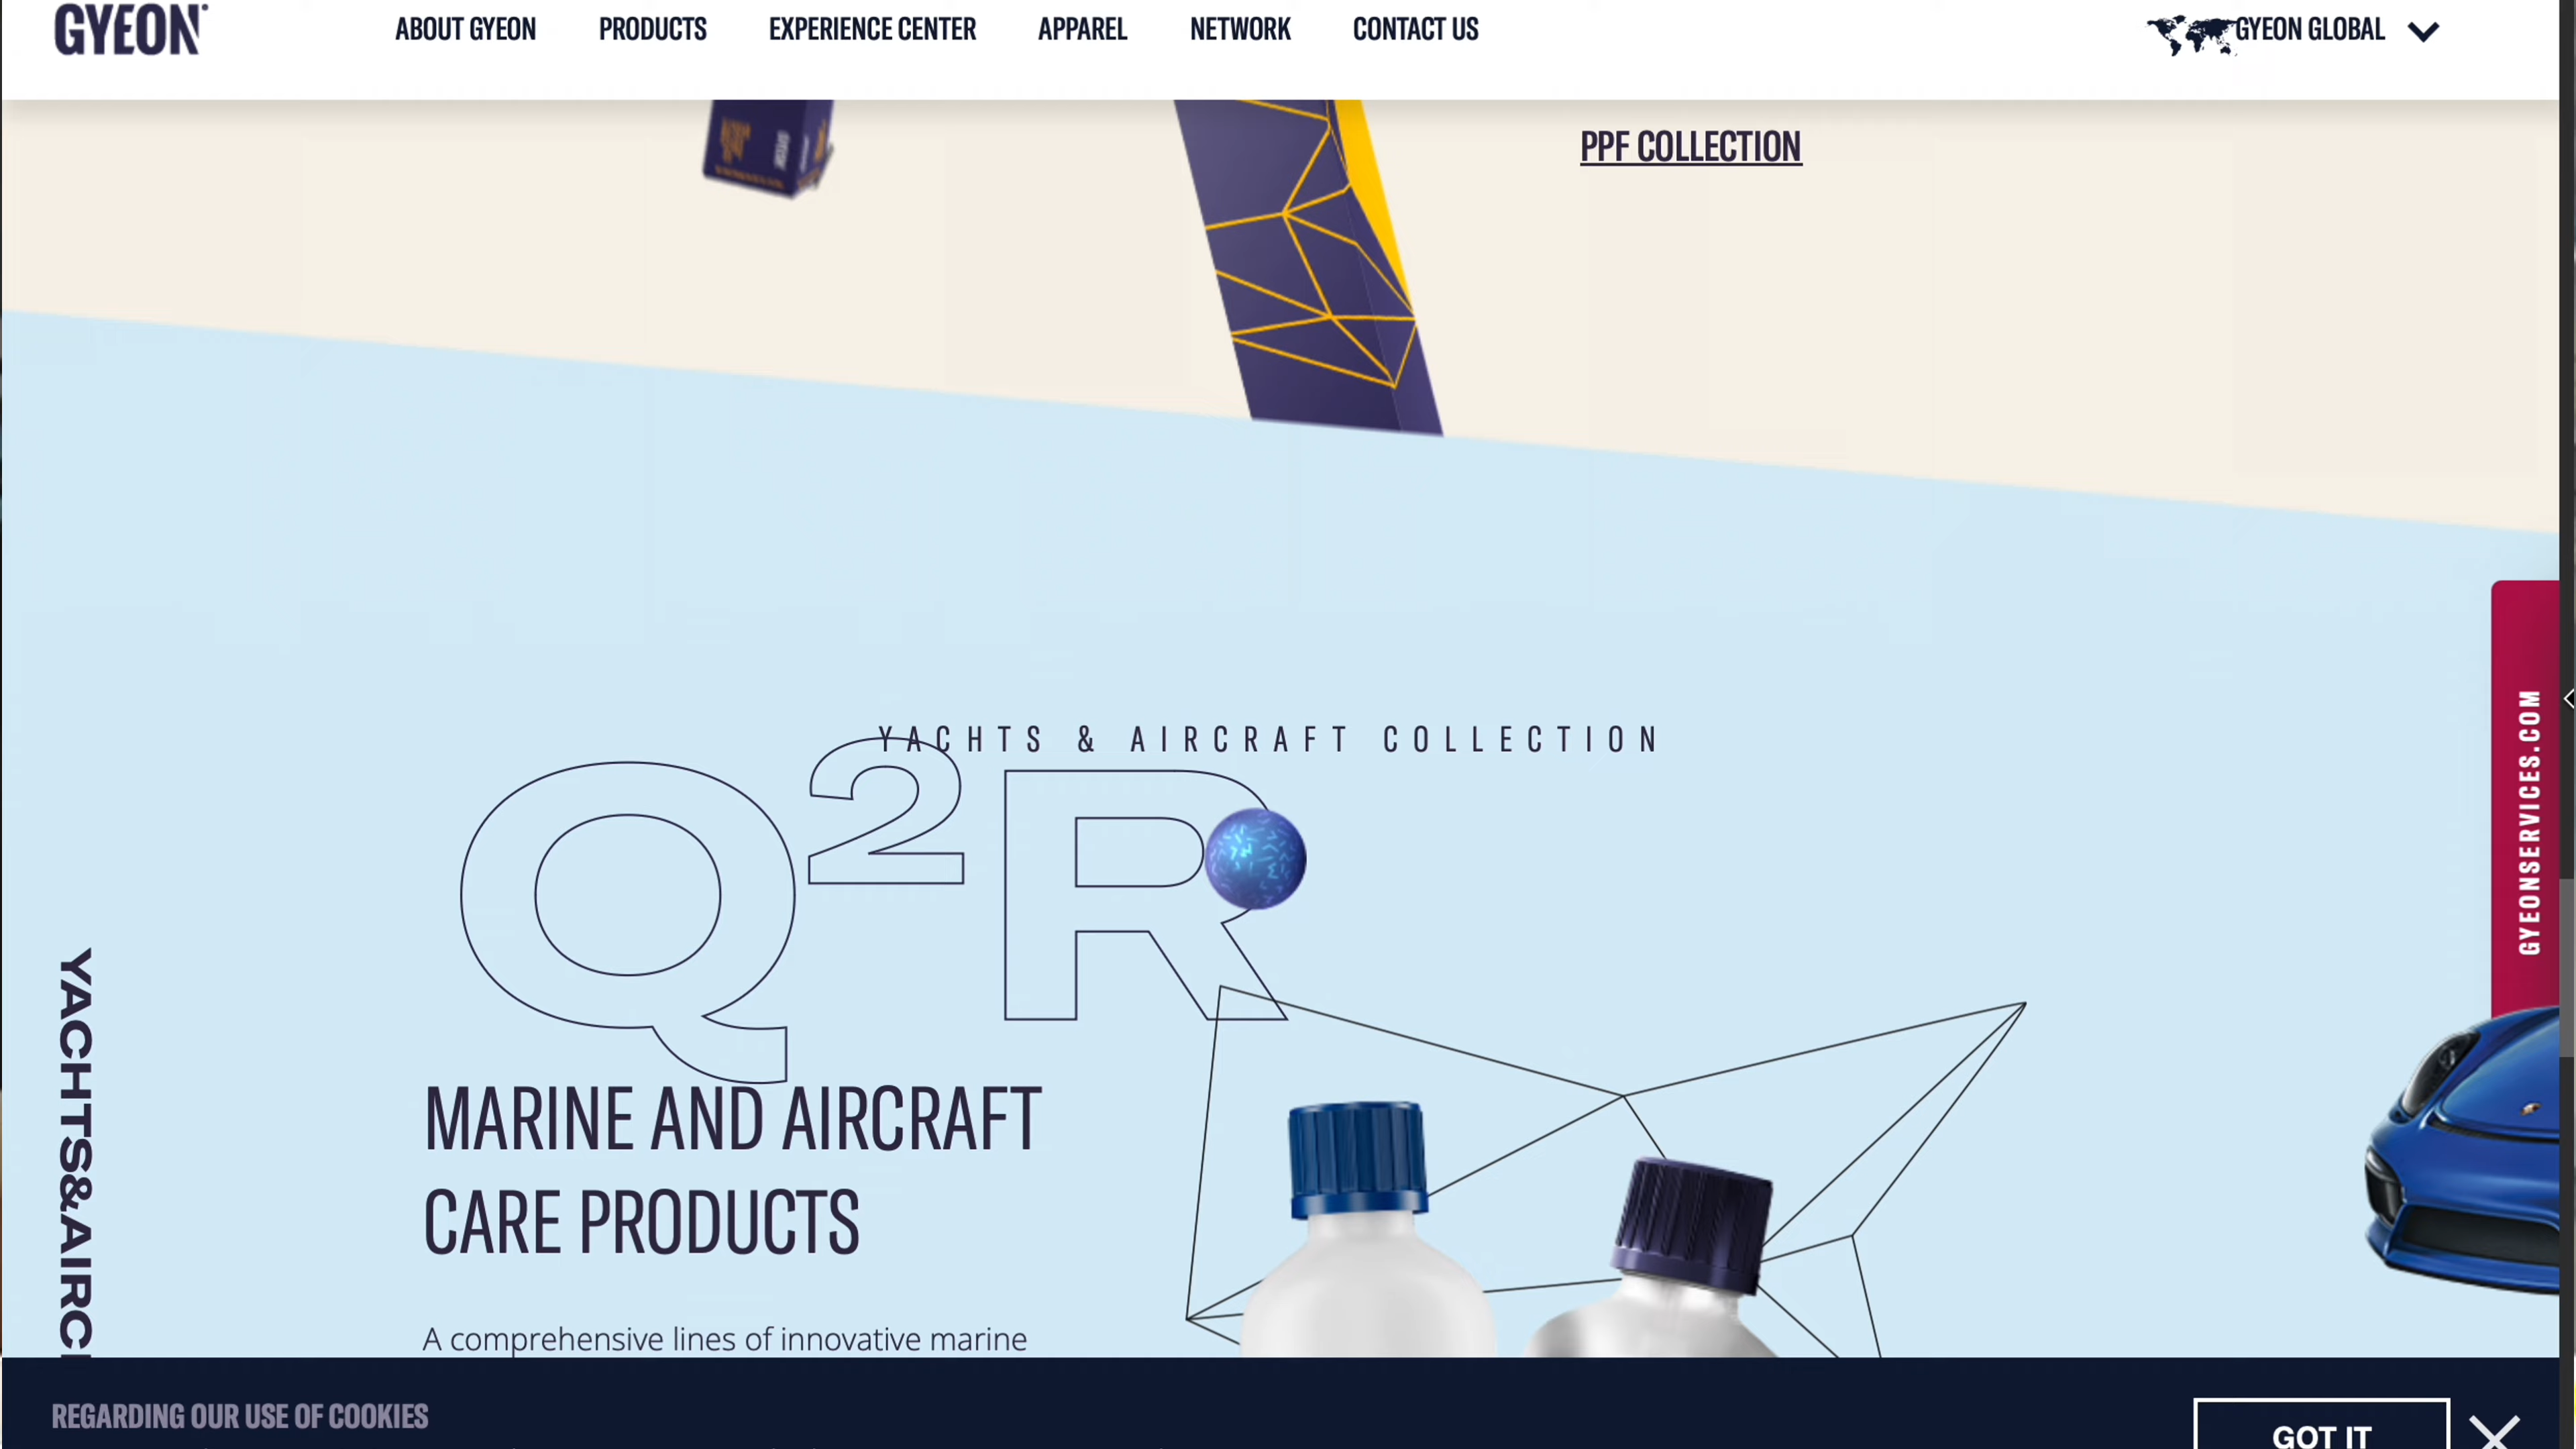 GYEON
ABOUT GYEON
PRODUCTS
EXPERIENCE CENTER
APPAREL
NETWORK
CONTACT US
GYEON GLOBAL
PPF COLLECTION
YACHTS & AIRCRAFT COLLECTION
Q²R
MARINE AND AIRCRAFT
CARE PRODUCTS
A comprehensive lines of innovative marine
YACHTS&AIRC
GYEONSERVICES.COM
REGARDING OUR USE OF COOKIES
GOT IT